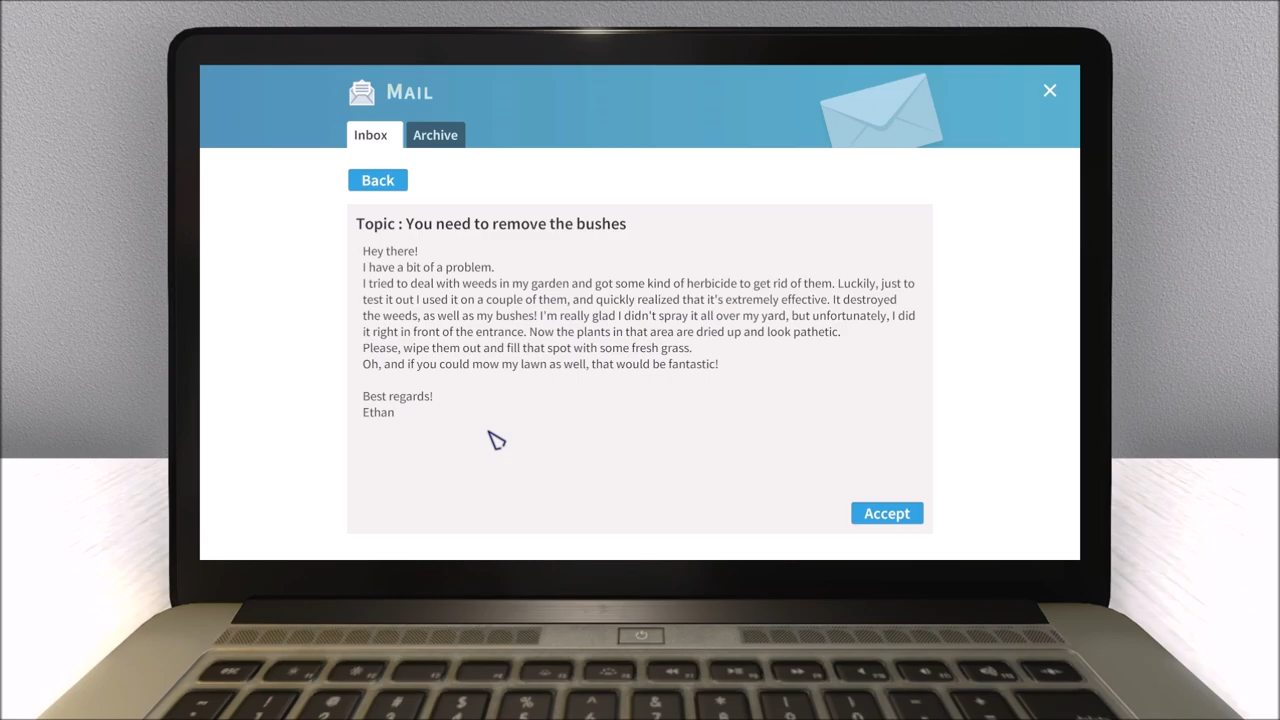 MAIL
Inbox
Archive
Back
Topic : You need to remove the bushes
Hey there!
I have a bit of a problem.
I tried to deal with weeds in my garden and got some kind of herbicide to get rid of them. Luckily, just to
test it out I used it on a couple of them, and quickly realized that it's extremely effective. It destroyed
the weeds, as well as my bushes! I'm really glad I didn't spray it all over my yard, but unfortunately, I did
it right in front of the entrance. Now the plants in that area are dried up and look pathetic.
Please, wipe them out and fill that spot with some fresh grass.
Oh, and if you could mow my lawn as well, that would be fantastic!
Best regards!
Ethan
Accept